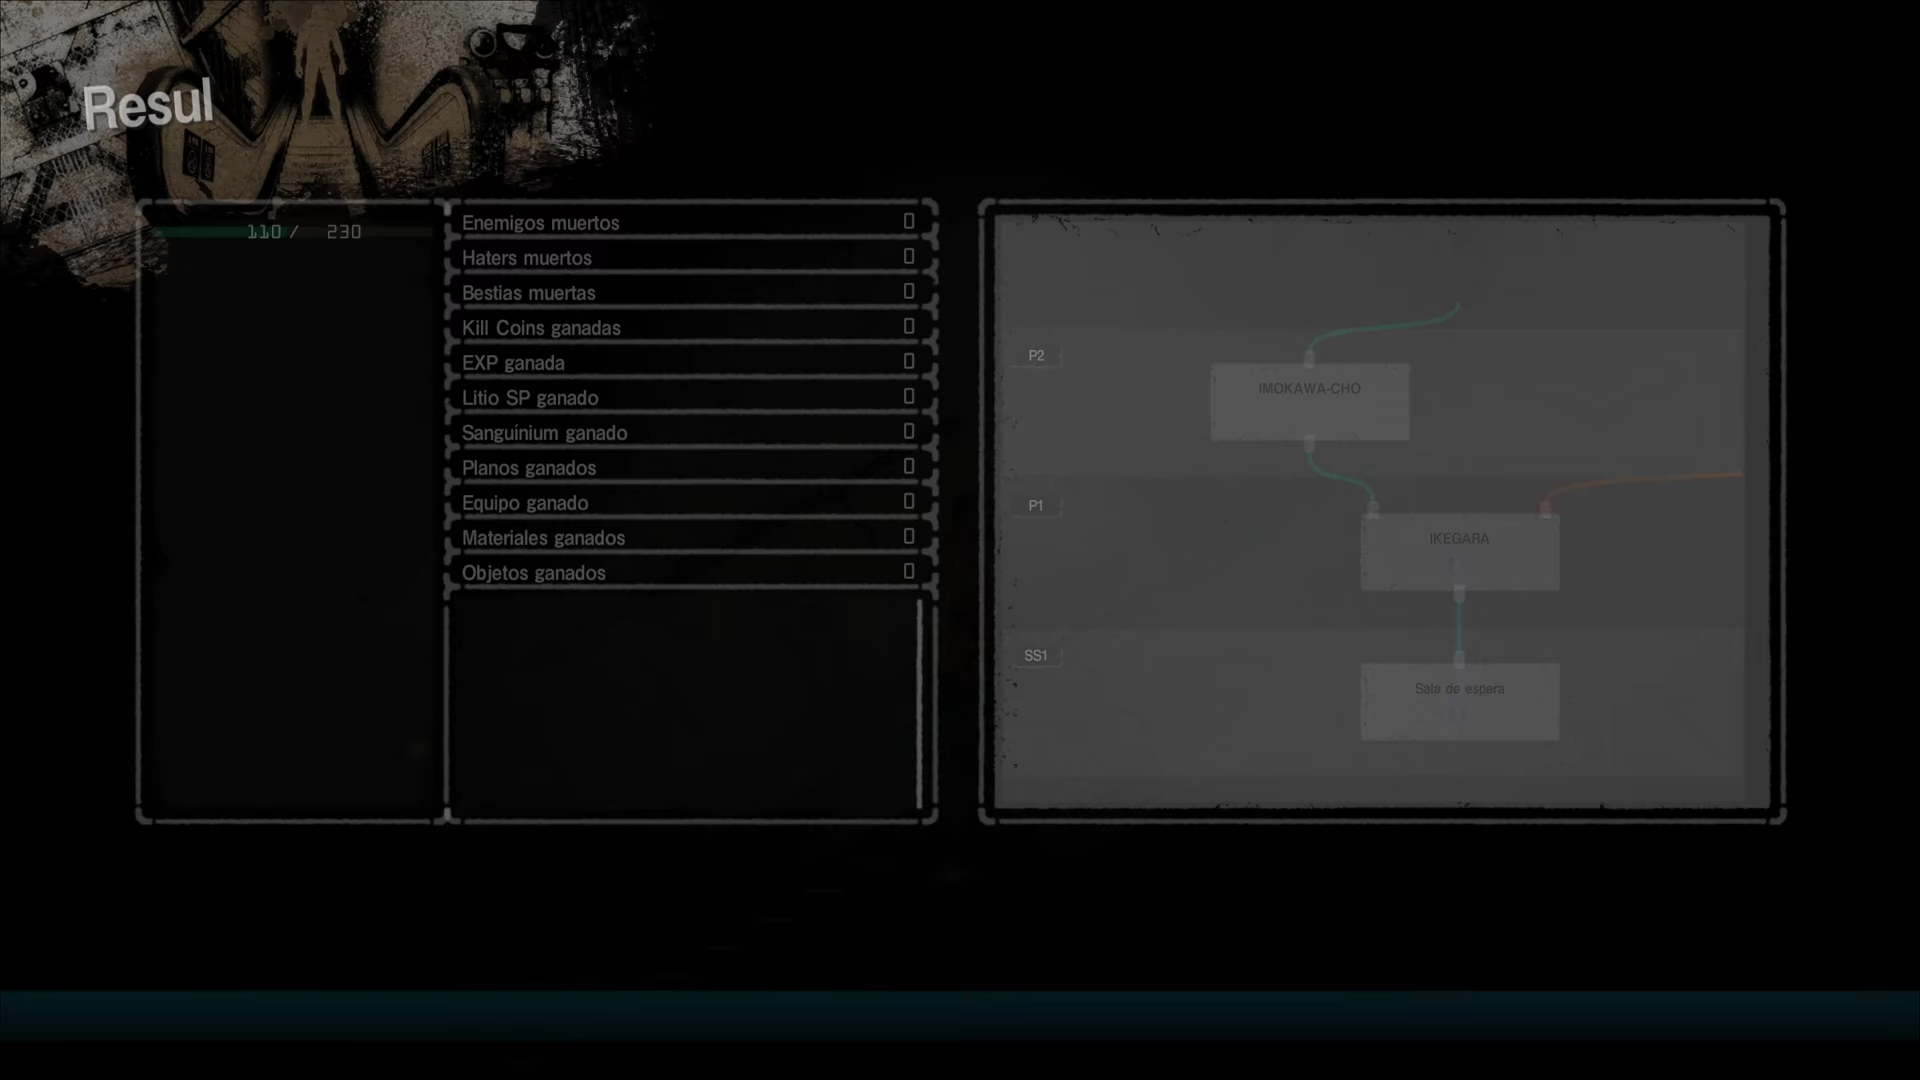 Resul
110 / 230
Enemigos muertos 0
Haters muertos 0
Bestias muertas 0
Kill Coins ganadas 0
EXP ganada 0
Litio SP ganado 0
Sanguínium ganado 0
Planos ganados 0
Equipo ganado 0
Materiales ganados 0
Objetos ganados 0
P2
IMOKAWA-CHO
P1
IKEGARA
SS1
Sala de espera